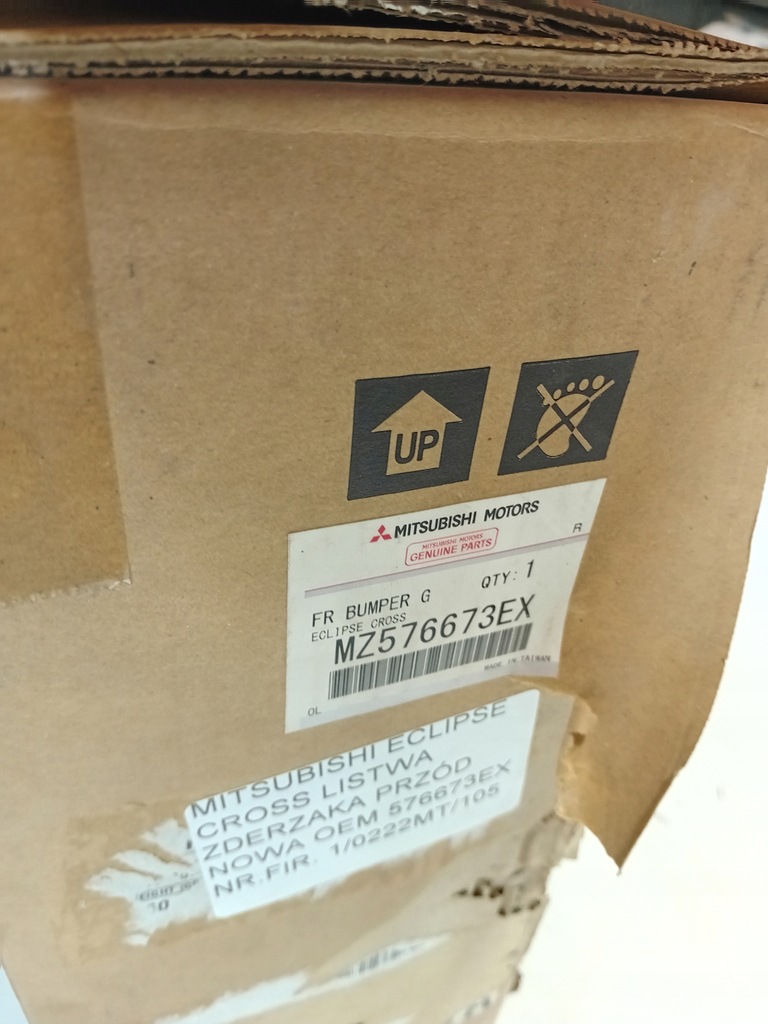 UP
MITSUBISHI MOTORS
MITSUBISHI MOTORS
GENUINE PARTS
R
FR BUMPER G QTY: 1
ECLIPSE CROSS
MZ576673EX
MADE IN TAIWAN
OL
MITSUBISHI ECLIPSE
CROSS LISTWA
ZDERZAKA PRZÓD
NOWA OEM 576673EX
NR.FIR. 1/0222MT/105